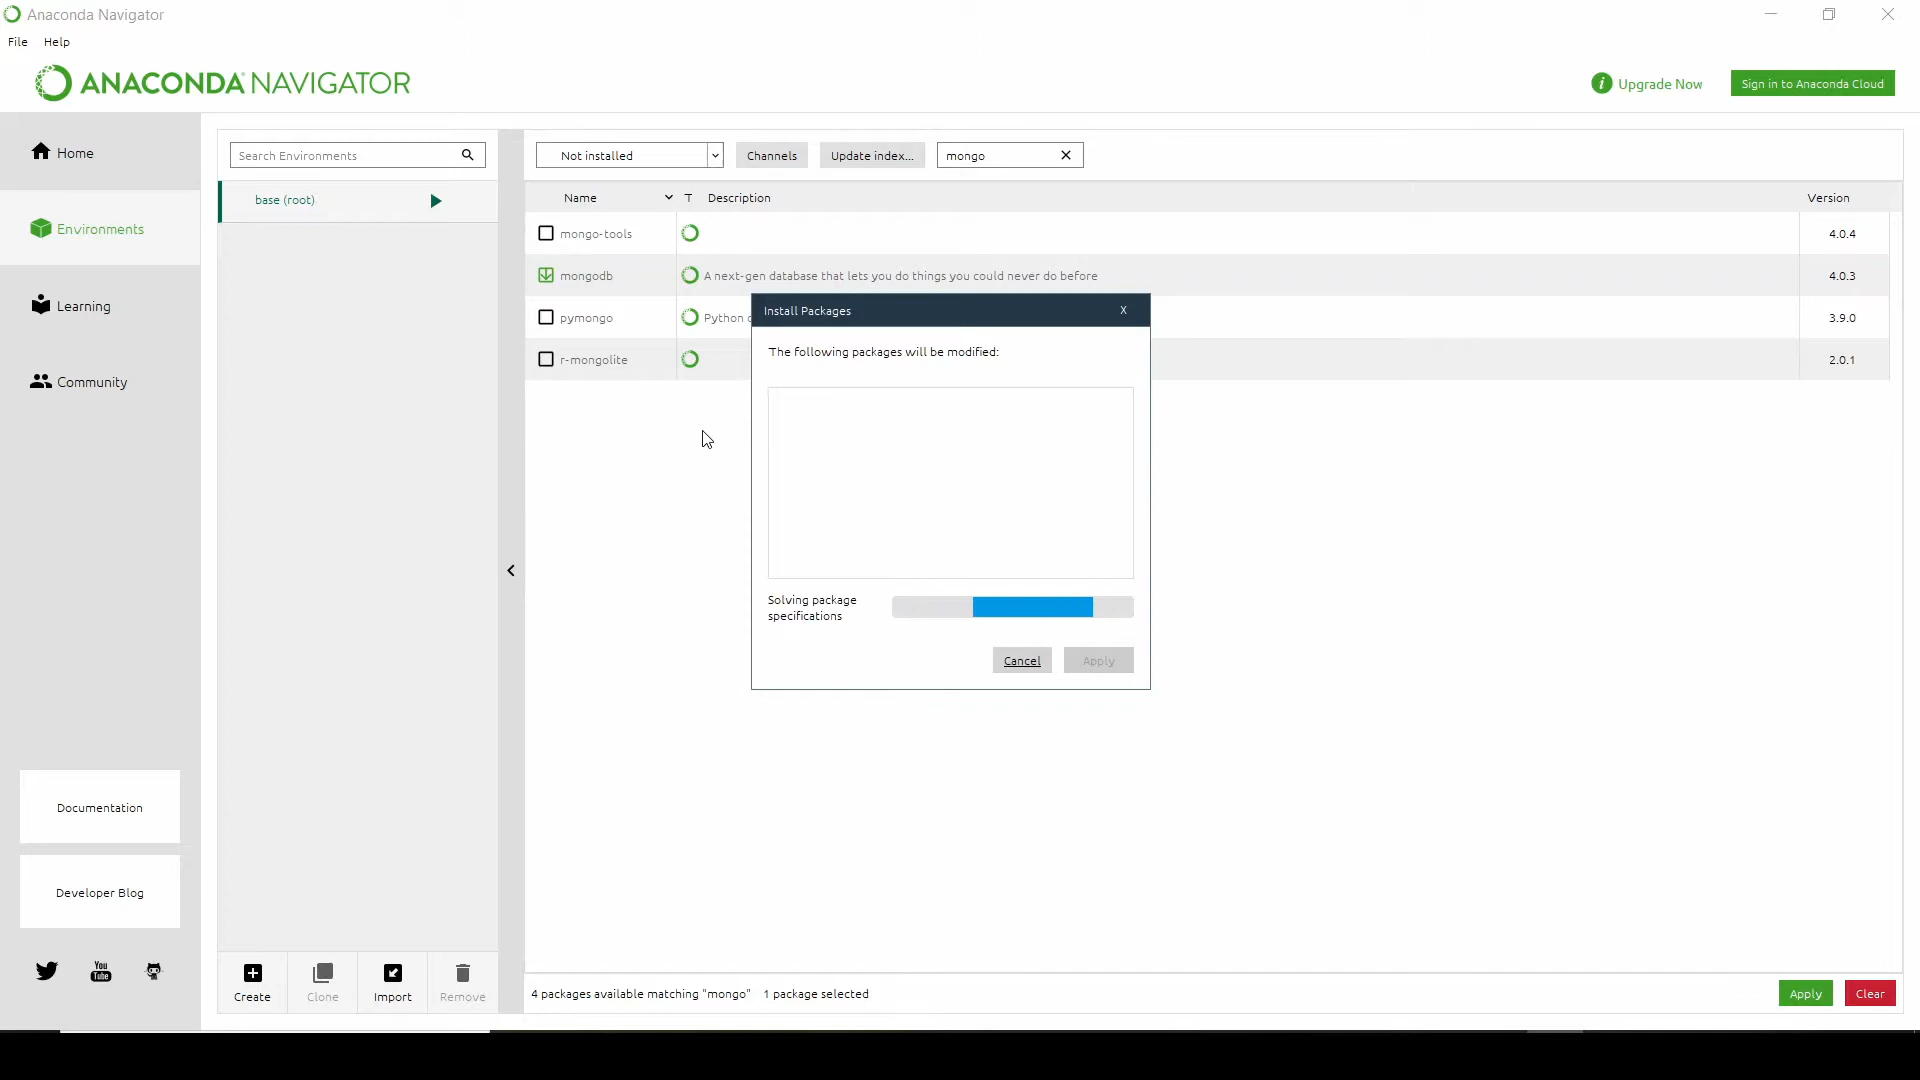 Anaconda Navigator
File Help
ANACONDA NAVIGATOR
i Upgrade Now
Sign in to Anaconda Cloud
Home
Environments
Learning
Community
Documentation
Developer Blog
You Tube
Search Environments
base (root)
Create
Clone
Import
Remove
Not installed
Channels
Update index...
mongo
Name T Description Version
mongo-tools 4.0.4
mongodb A next-gen database that lets you do things you could never do before 4.0.3
pymongo Python 3.9.0
r-mongolite 2.0.1
Install Packages X
The following packages will be modified:
Solving package
specifications
Cancel
Apply
4 packages available matching "mongo" 1 package selected
Apply
Clear